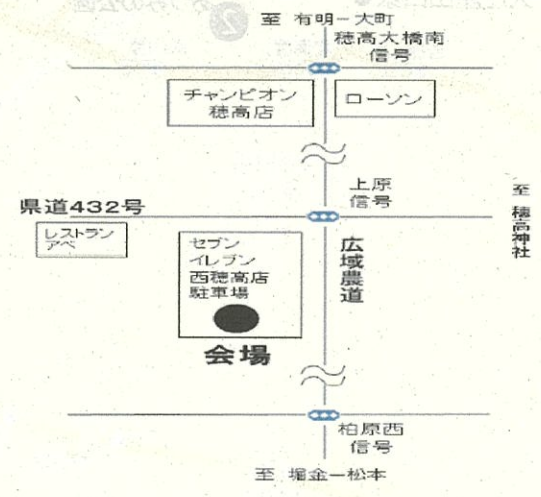 至 有明ー大町
穂高大橋南
信号
チャンピオン
穂高店
ローソン
上原
信号
至 穂高神社
県道432号
レストラン
アベ
セブン
イレブン
西穂高店
駐車場
広域農道
会場
柏原西
信号
至 堀金ー松本